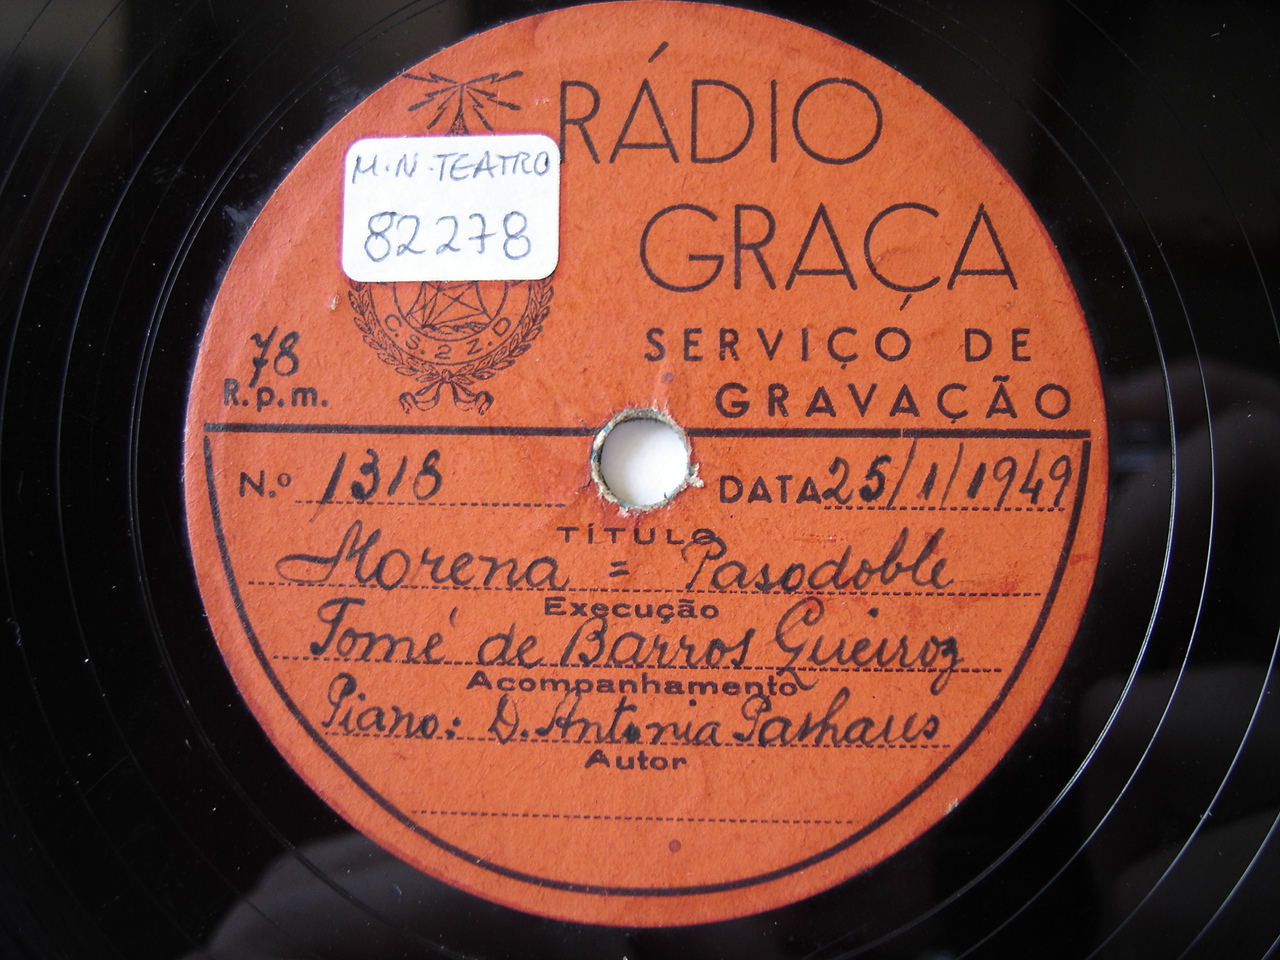 RÁDIO
GRAÇA
SERVIÇO DE
GRAVAÇÃO
M.N. TEATRO
82278
C.S.2Z.D
78
R.p.m.
N.º 1318
DATA 25/1/1949
TÍTULO
Morena = Pasodoble
Execução
Tomé de Barros Queiroz
Acompanhamento
Piano: D. Antonia
Autor